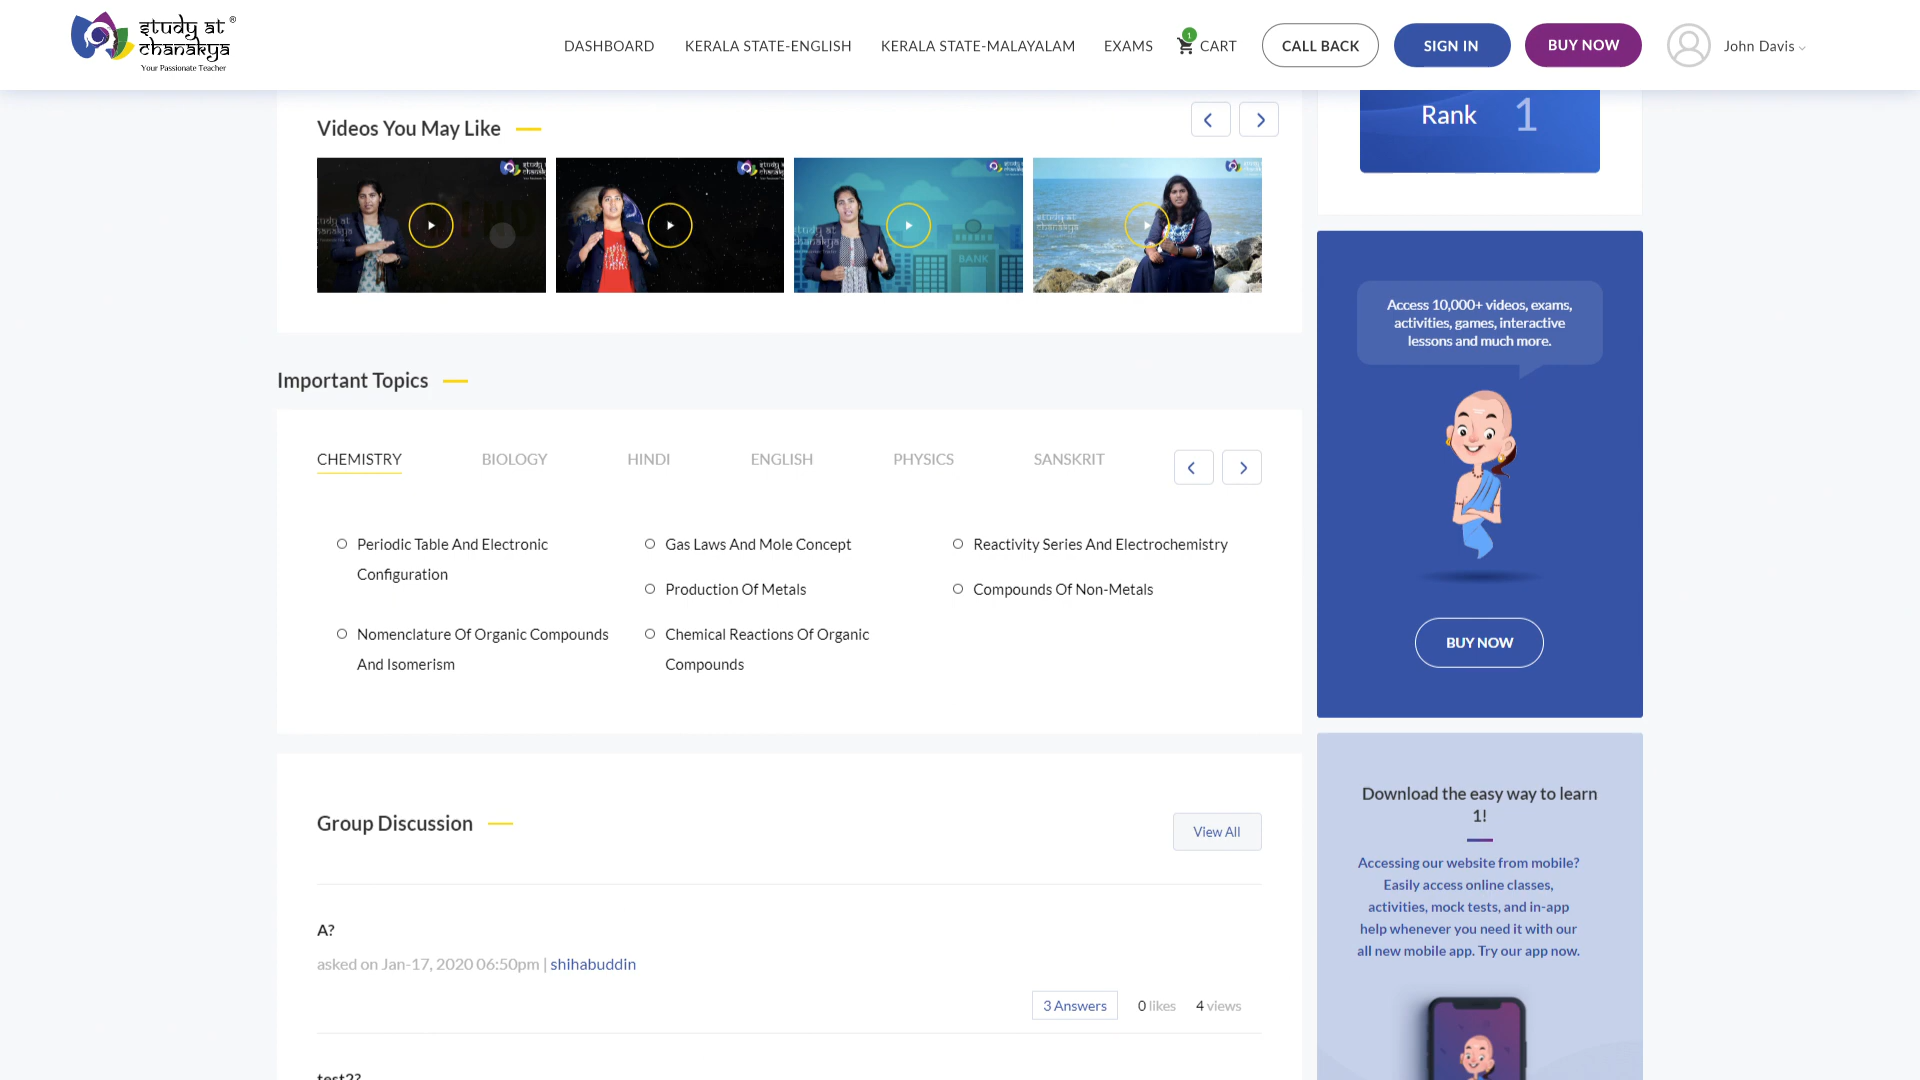 study at ®
chanakya
Your Passionate Teacher
DASHBOARD
KERALA STATE-ENGLISH
KERALA STATE-MALAYALAM
EXAMS
1
CART
CALL BACK
SIGN IN
BUY NOW
John Davis
Videos You May Like
study at
chanakya
BANK
Rank 1
Access 10,000+ videos, exams,
activities, games, interactive
lessons and much more.
BUY NOW
Important Topics
CHEMISTRY
BIOLOGY
HINDI
ENGLISH
PHYSICS
SANSKRIT
Periodic Table And Electronic
Configuration
Gas Laws And Mole Concept
Reactivity Series And Electrochemistry
Production Of Metals
Compounds Of Non-Metals
Nomenclature Of Organic Compounds
And Isomerism
Chemical Reactions Of Organic
Compounds
Group Discussion
View All
A?
asked on Jan-17, 2020 06:50pm | shihabuddin
3 Answers
0 likes
4 views
test2?
Download the easy way to learn
1!
Accessing our website from mobile?
Easily access online classes,
activities, mock tests, and in-app
help whenever you need it with our
all new mobile app. Try our app now.